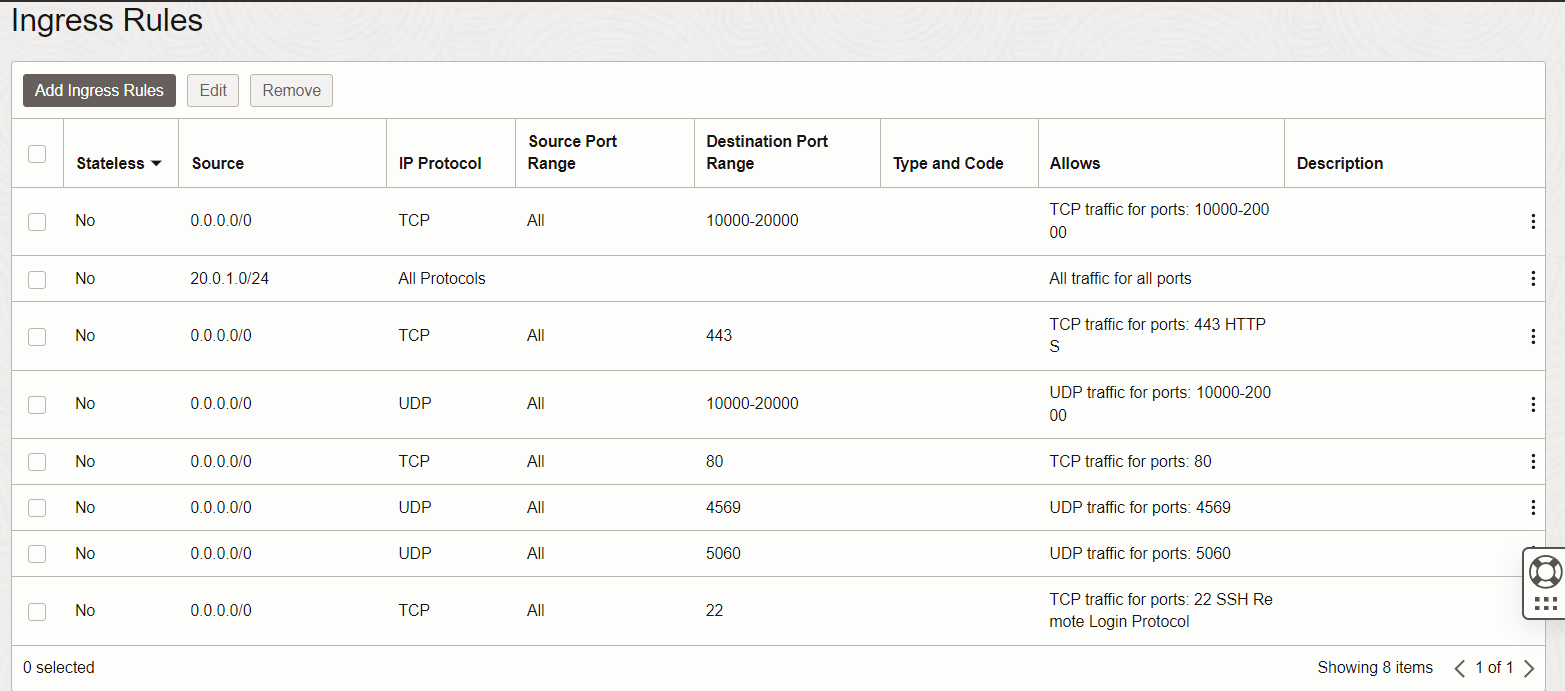 Ingress Rules
Add Ingress Rules Edit Remove
Stateless Source IP Protocol Source Port Range Destination Port Range Type and Code Allows Description
No 0.0.0.0/0 TCP All 10000-20000 TCP traffic for ports: 10000-200
00
No 20.0.1.0/24 All Protocols All traffic for all ports
No 0.0.0.0/0 TCP All 443 TCP traffic for ports: 443 HTTP
S
No 0.0.0.0/0 UDP All 10000-20000 UDP traffic for ports: 10000-200
00
No 0.0.0.0/0 TCP All 80 TCP traffic for ports: 80
No 0.0.0.0/0 UDP All 4569 UDP traffic for ports: 4569
No 0.0.0.0/0 UDP All 5060 UDP traffic for ports: 5060
No 0.0.0.0/0 TCP All 22 TCP traffic for ports: 22 SSH Re
mote Login Protocol
0 selected Showing 8 items 1 of 1